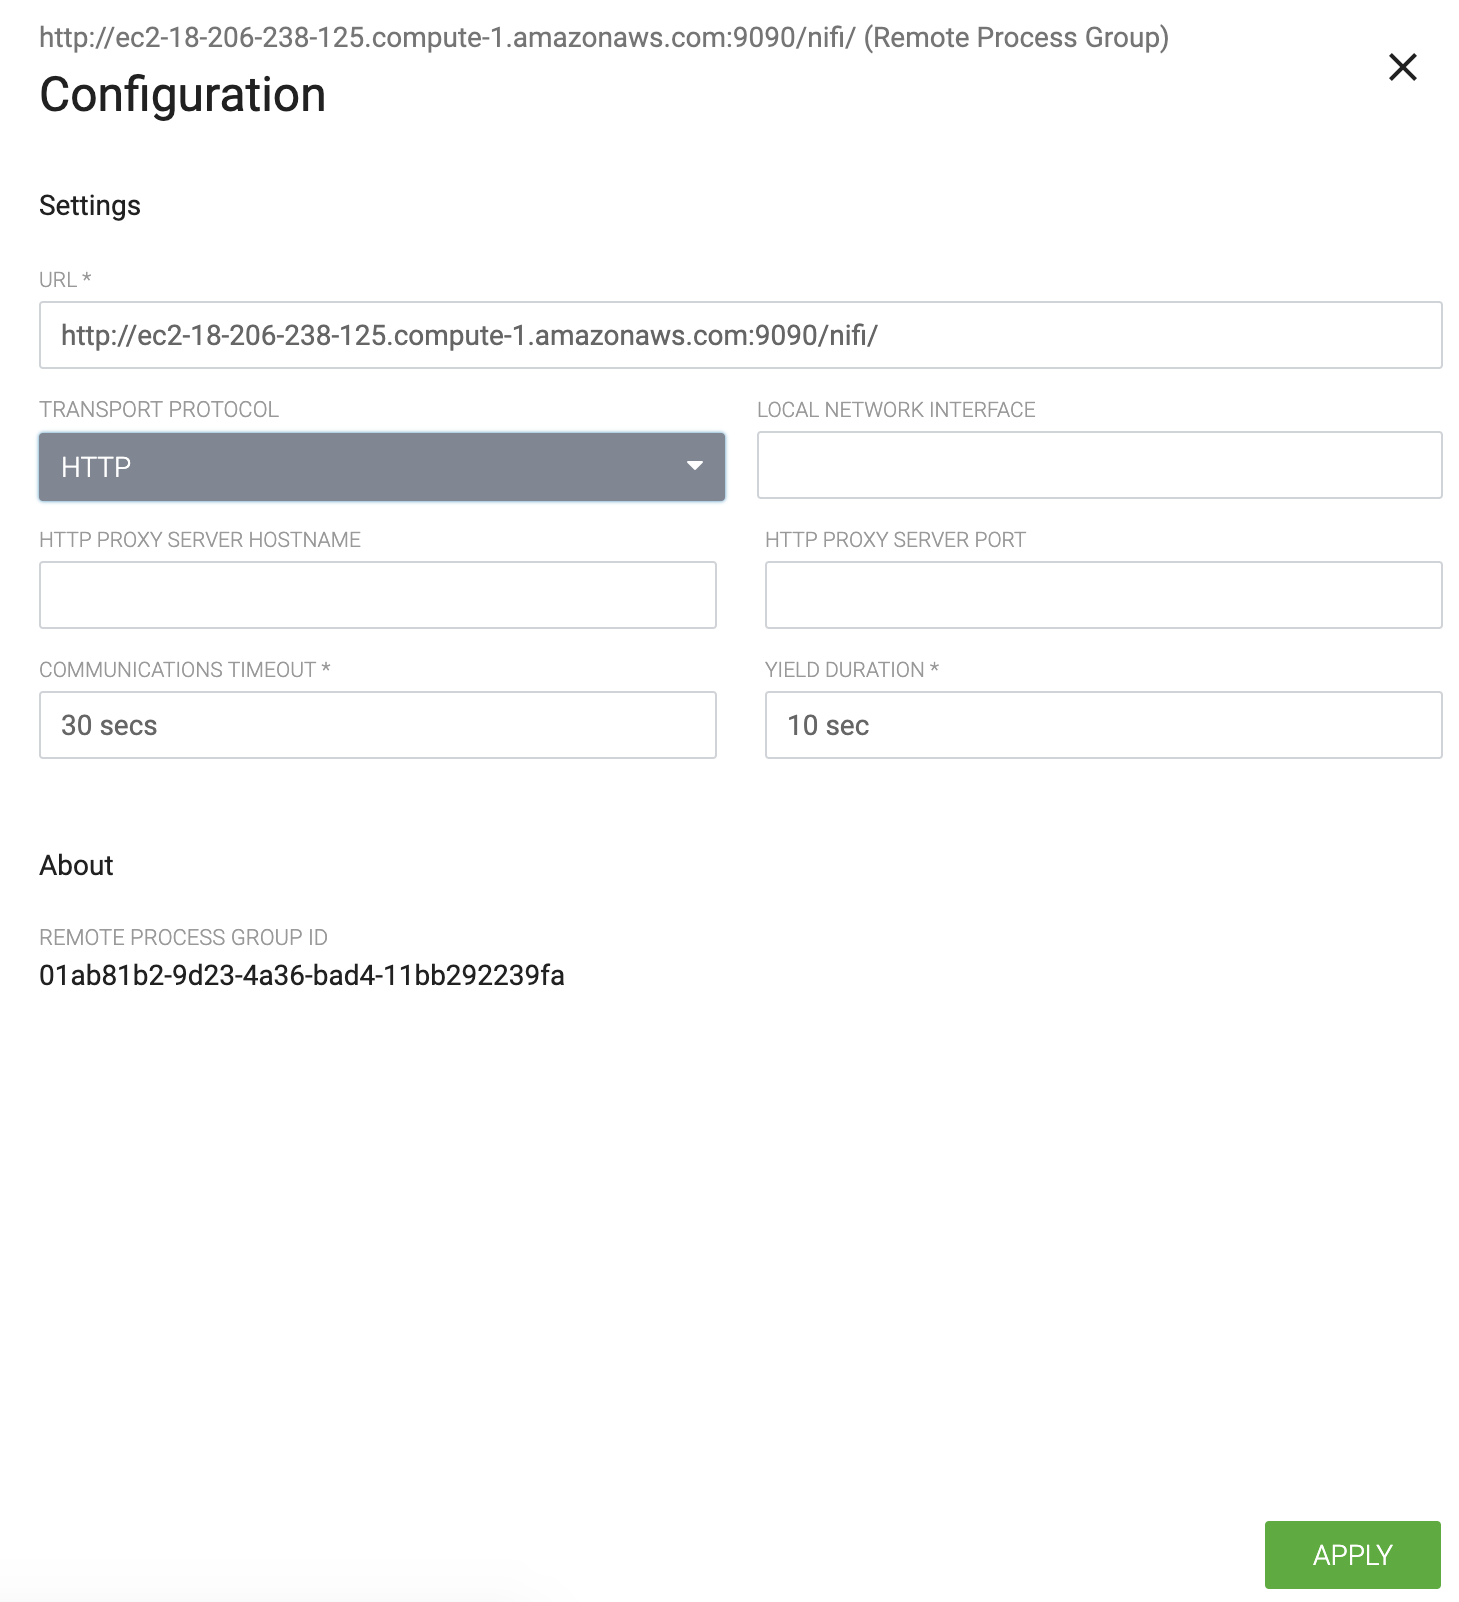 http://ec2-18-206-238-125.compute-1.amazonaws.com:9090/nifi/ (Remote Process Group)
Configuration
Settings
URL *
http://ec2-18-206-238-125.compute-1.amazonaws.com:9090/nifi/
TRANSPORT PROTOCOL
LOCAL NETWORK INTERFACE
HTTP
HTTP PROXY SERVER HOSTNAME
HTTP PROXY SERVER PORT
COMMUNICATIONS TIMEOUT *
YIELD DURATION *
30 secs
10 sec
About
REMOTE PROCESS GROUP ID
01ab81b2-9d23-4a36-bad4-11bb292239fa
APPLY